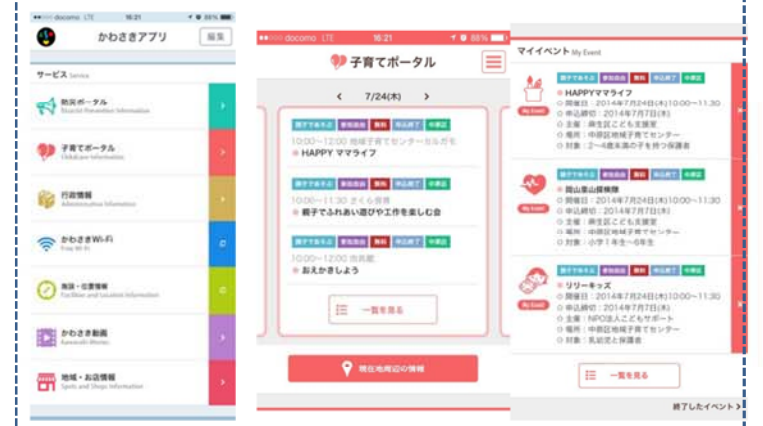 docomo LTE 16:21 88%
かわさきアプリ
編集
サービス Service
防災ポータル
Disaster Prevention Information
子育てポータル
Childcare Information
行政情報
Administrative Information
かわさきWi-Fi
Free Wi-Fi
施設・位置情報
Facilities and Location Information
かわさき動画
Kawasaki Movies
地域・お店情報
Spots and Shops Information
docomo LTE 16:21 88%
子育てポータル
7/24(木)
親子であそぶ 参加自由 無料 申込終了 中原区
10:00~12:00 地域子育てセンターセルガモ
HAPPY ママライフ
親子であそぶ 参加自由 無料 申込終了 中原区
10:00~11:30 さくら
親子でふれあい遊びや工作を楽しむ会
親子であそぶ 参加自由 無料 申込終了 中原区
10:00~12:00
おえかきしよう
一覧を見る
現在地周辺の情報
マイイベント My Event
親子であそぶ 参加自由 無料 申込終了 中原区
HAPPYママライフ
My Event
開催日:2014年7月24日(木)10:00~11:30
申込締切:2014年7月7日(木)
主催:麻生区こども支援室
場所:中原区地域子育てセンター
対象:2~4歳未満の子を持つ保護者
親子であそぶ 参加自由 無料 申込終了 中原区
岡山里山探検隊
My Event
開催日:2014年7月24日(木)10:00~11:30
申込締切:2014年7月7日(木)
主催:麻生区こども支援室
場所:中原区地域子育てセンター
対象:小学1年生~6年生
親子であそぶ 参加自由 無料 申込終了 中原区
リリーキッズ
My Event
開催日:2014年7月24日(木)10:00~11:30
申込締切:2014年7月7日(木)
主催:NPO法人こどもサポート
場所:中原区地域子育てセンター
対象:乳幼児と保護者
一覧を見る
終了したイベント